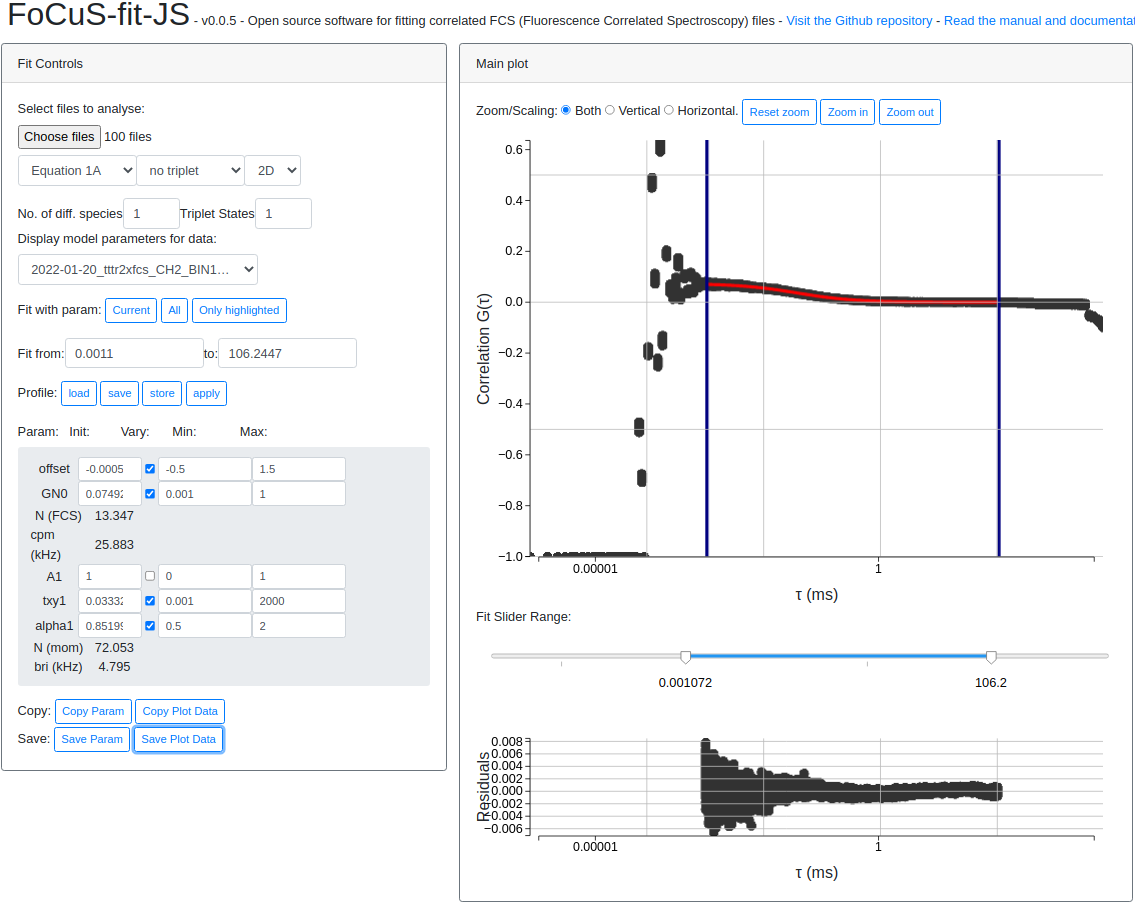 FoCuS-fit-JS - v0.0.5 - Open source software for fitting correlated FCS (Fluorescence Correlated Spectroscopy) files - Visit the Github repository - Read the manual and documenta
Fit Controls
Select files to analyse:
Choose files 100 files
Equation 1A no triplet 2D
No. of diff. species 1 Triplet States 1
Display model parameters for data:
2022-01-20_tttr2xfcs_CH2_BIN1...
Fit with param: Current All Only highlighted
Fit from: 0.0011 to: 106.2447
Profile: load save store apply
Param: Init: Vary: Min: Max:
offset -0.0005 -0.5 1.5
GN0 0.07492 0.001 1
N (FCS) 13.347
cpm (kHz) 25.883
A1 1 0 1
txy1 0.03332 0.001 2000
alpha1 0.85199 0.5 2
N (mom) 72.053
bri (kHz) 4.795
Copy: Copy Param Copy Plot Data
Save: Save Param Save Plot Data
Main plot
Zoom/Scaling: Both Vertical Horizontal. Reset zoom Zoom in Zoom out
Correlation G(τ)
0.6
0.4
0.2
0.0
−0.2
−0.4
−0.6
−0.8
−1.0
0.00001 1
τ (ms)
Fit Slider Range:
0.001072 106.2
Residuals
0.008
0.006
0.004
0.002
0.000
−0.002
−0.004
−0.006
0.00001 1
τ (ms)